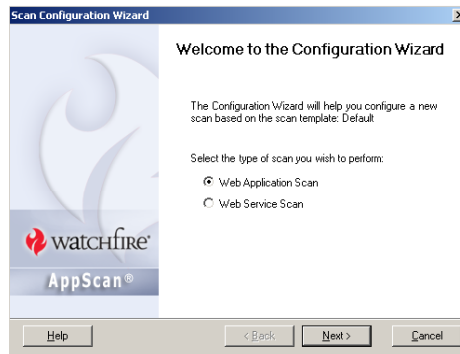 Scan Configuration Wizard
Welcome to the Configuration Wizard
The Configuration Wizard will help you configure a new
scan based on the scan template: Default
Select the type of scan you wish to perform:
Web Application Scan
Web Service Scan
watchfire®
AppScan®
Help
< Back
Next >
Cancel